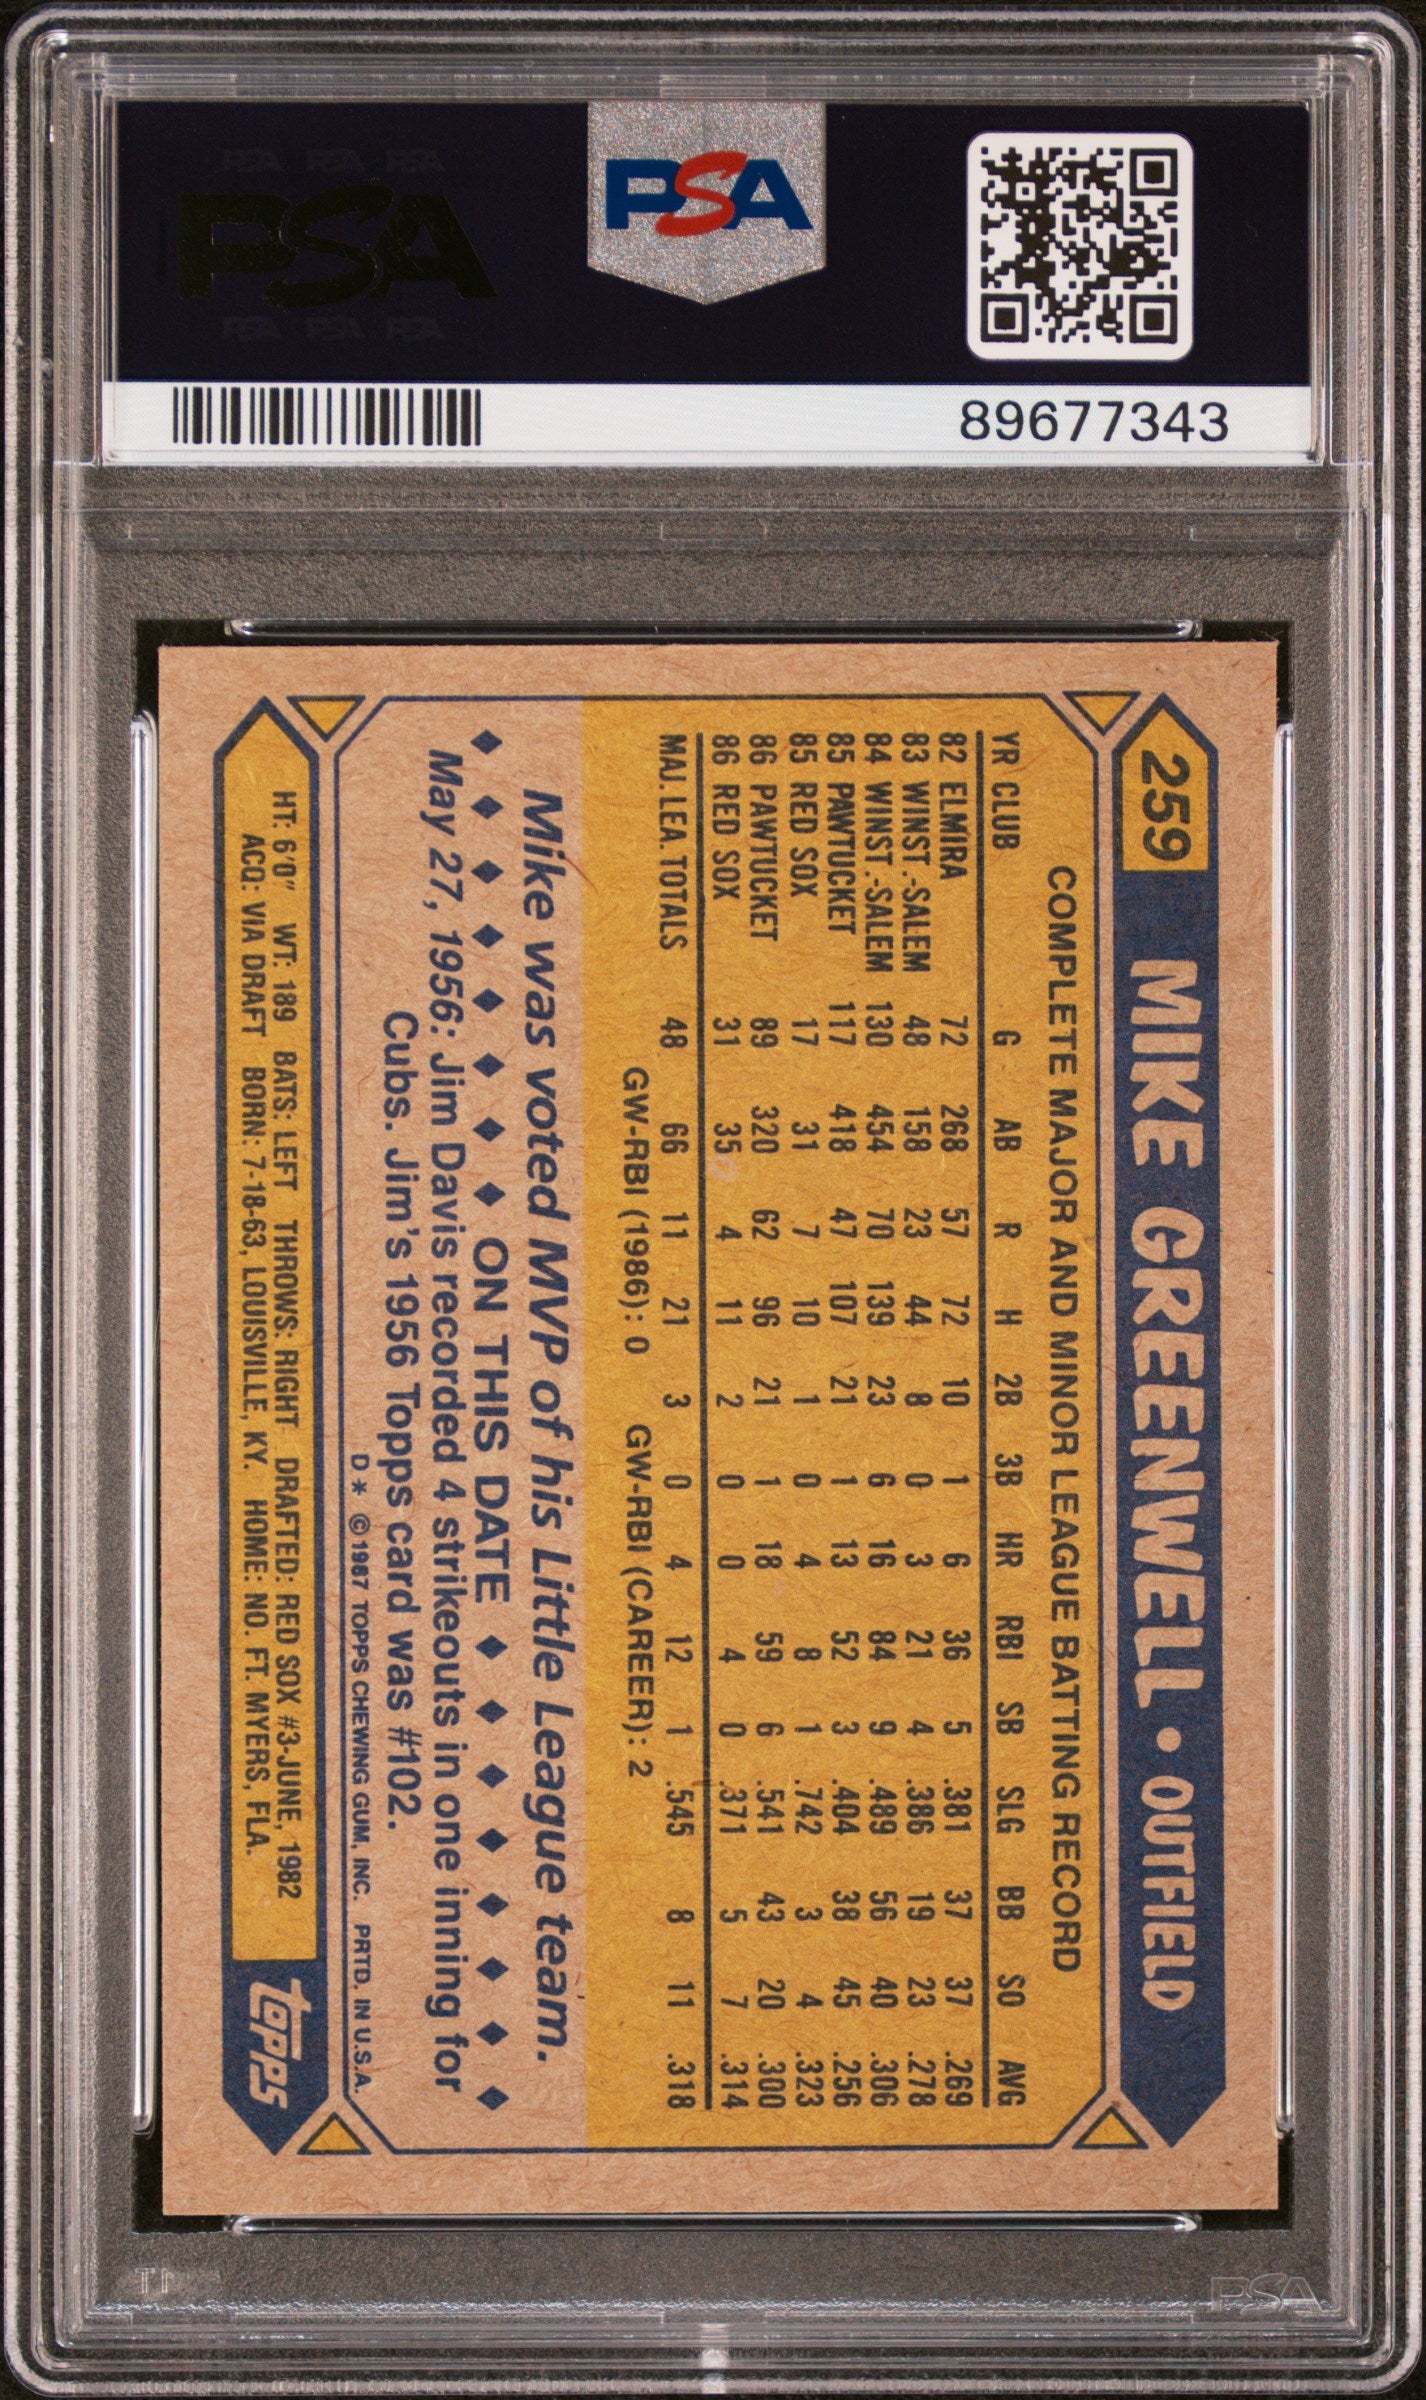 PSA PSA PSA
PSA
PSA PSA PSA
PSA
89677343
259 MIKE GREENWELL • OUTFIELD
COMPLETE MAJOR AND MINOR LEAGUE BATTING RECORD
YR CLUB G AB R H 2B 3B HR RBI SB SLG BB SO AVG
82 ELMIRA 72 268 57 72 10 1 6 36 5 .381 37 37 .269
83 WINST.-SALEM 48 158 23 44 8 0 3 21 4 .386 19 23 .278
84 WINST.-SALEM 130 454 70 139 23 6 16 84 9 .489 56 40 .306
85 PAWTUCKET 117 418 47 107 21 1 13 52 3 .404 38 45 .256
85 RED SOX 17 31 7 10 1 0 4 8 1 .742 3 4 .323
86 PAWTUCKET 89 320 62 96 21 1 18 59 6 .541 43 20 .300
86 RED SOX 31 35 4 11 2 0 0 4 0 .371 5 7 .314
MAJ. LEA. TOTALS 48 66 11 21 3 0 4 12 1 .545 8 11 .318
GW-RBI (1986): 0 GW-RBI (CAREER): 2
Mike was voted MVP of his Little League team.
◆ ◆ ◆ ◆ ◆ ◆ ◆ ◆ ON THIS DATE ◆ ◆ ◆ ◆ ◆ ◆ ◆ ◆
May 27, 1956: Jim Davis recorded 4 strikeouts in one inning for
Cubs. Jim's 1956 Topps card was #102.
D* © 1987 TOPPS CHEWING GUM, INC. PRTD. IN U.S.A.
HT: 6'0" WT: 189 BATS: LEFT THROWS: RIGHT DRAFTED: RED SOX #3-JUNE, 1982
ACQ: VIA DRAFT BORN: 7-18-63, LOUISVILLE, KY. HOME: NO. FT. MYERS, FLA.
topps
PSA